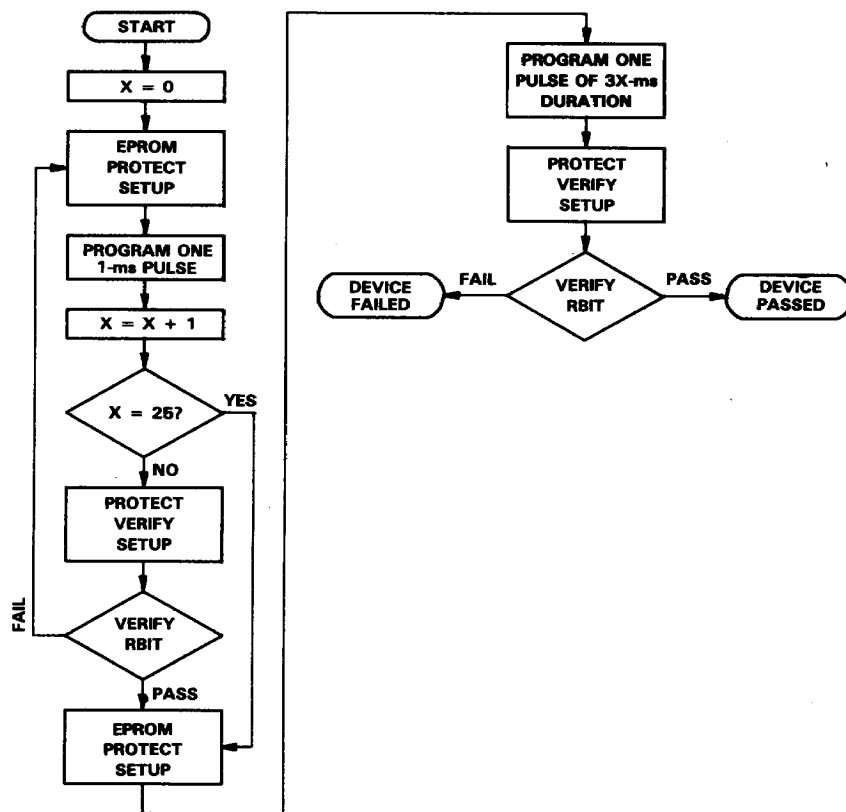 START
X = 0
EPROM
PROTECT
SETUP
PROGRAM ONE
1-ms PULSE
X = X + 1
X = 25?
YES
NO
PROTECT
VERIFY
SETUP
FAIL
VERIFY
RBIT
PASS
EPROM
PROTECT
SETUP
PROGRAM ONE
PULSE OF 3X-ms
DURATION
PROTECT
VERIFY
SETUP
VERIFY
RBIT
FAIL
DEVICE
FAILED
PASS
DEVICE
PASSED